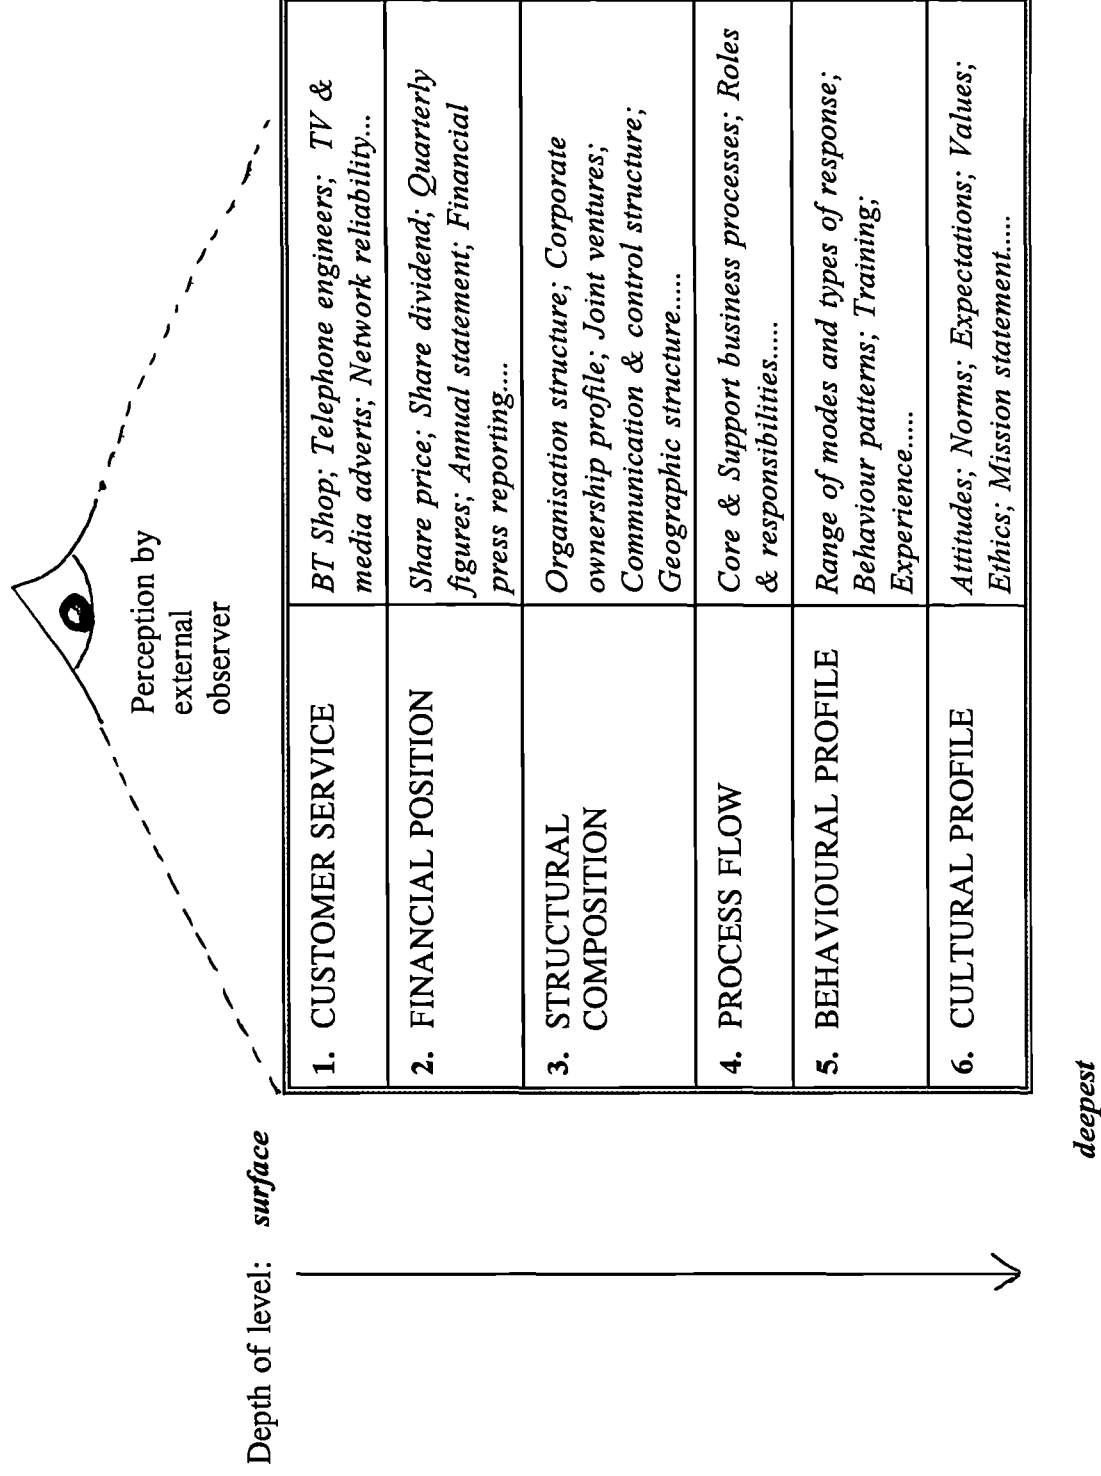 Perception by
external
observer
Depth of level: surface
1. CUSTOMER SERVICE
BT Shop; Telephone engineers; TV &
media adverts; Network reliability...
2. FINANCIAL POSITION
Share price; Share dividend; Quarterly
figures; Annual statement; Financial
press reporting....
3. STRUCTURAL
COMPOSITION
Organisation structure; Corporate
ownership profile; Joint ventures;
Communication & control structure;
Geographic structure.....
4. PROCESS FLOW
Core & Support business processes; Roles
& responsibilities.....
5. BEHAVIOURAL PROFILE
Range of modes and types of response;
Behaviour patterns; Training;
Experience.....
6. CULTURAL PROFILE
Attitudes; Norms; Expectations; Values;
Ethics; Mission statement.....
deepest